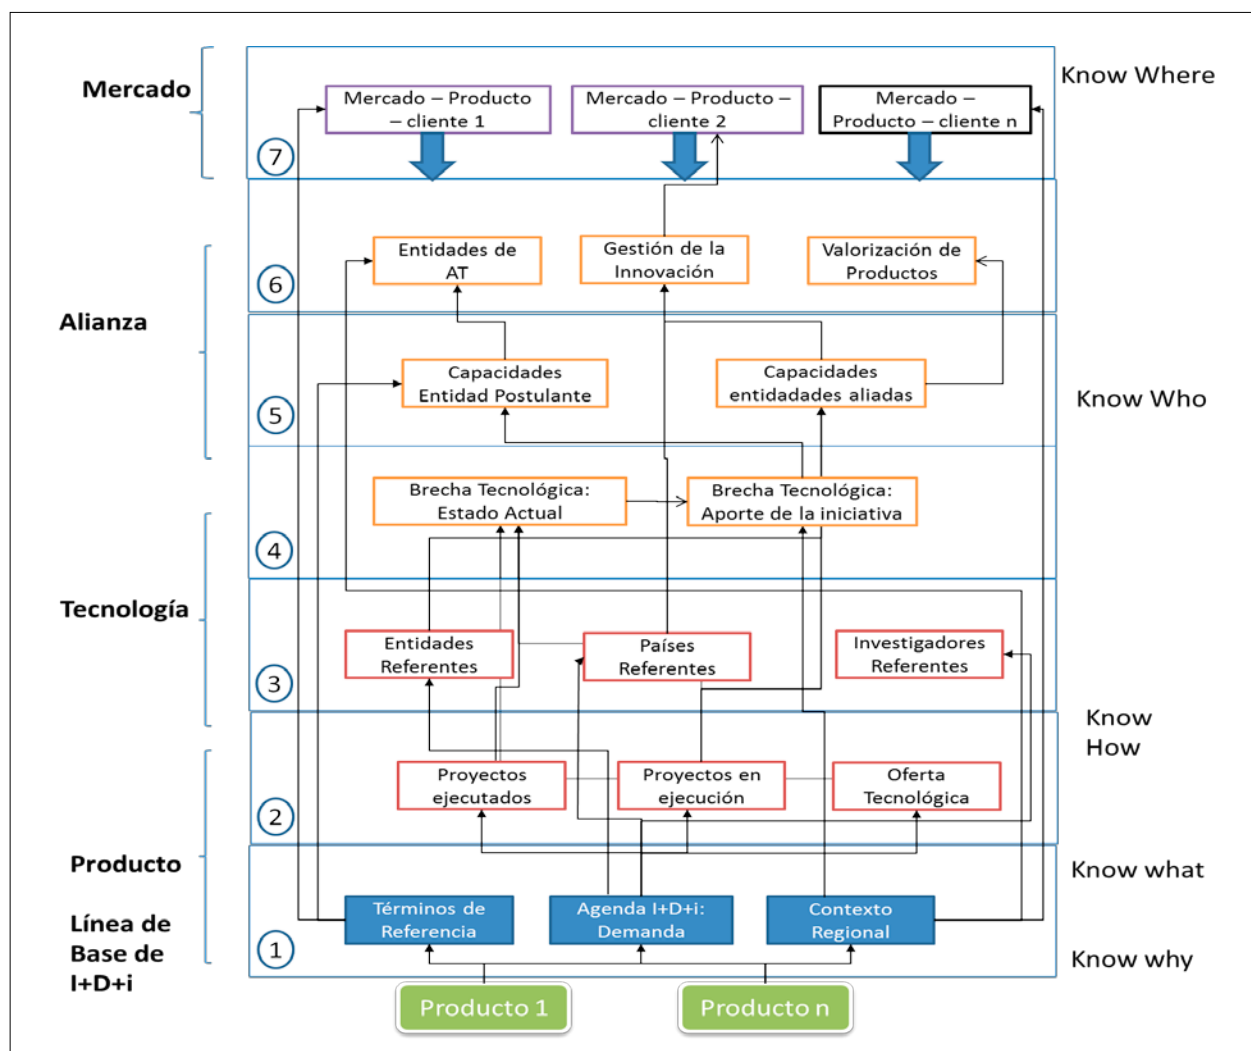 Mercado
Know Where
Mercado – Producto
– cliente 1
Mercado – Producto –
cliente 2
Mercado –
Producto – cliente n
7
Entidades de
AT
Gestión de la
Innovación
Valorización de
Productos
6
Alianza
Capacidades
Entidad Postulante
Capacidades
entidadades aliadas
5
Know Who
Brecha Tecnológica:
Estado Actual
Brecha Tecnológica:
Aporte de la iniciativa
4
Tecnología
Entidades
Referentes
Países
Referentes
Investigadores
Referentes
3
Know
How
Proyectos
ejecutados
Proyectos en
ejecución
Oferta
Tecnológica
2
Producto
Know what
Línea de
Base de
I+D+i
Términos de
Referencia
Agenda I+D+i:
Demanda
Contexto
Regional
1
Know why
Producto 1
Producto n